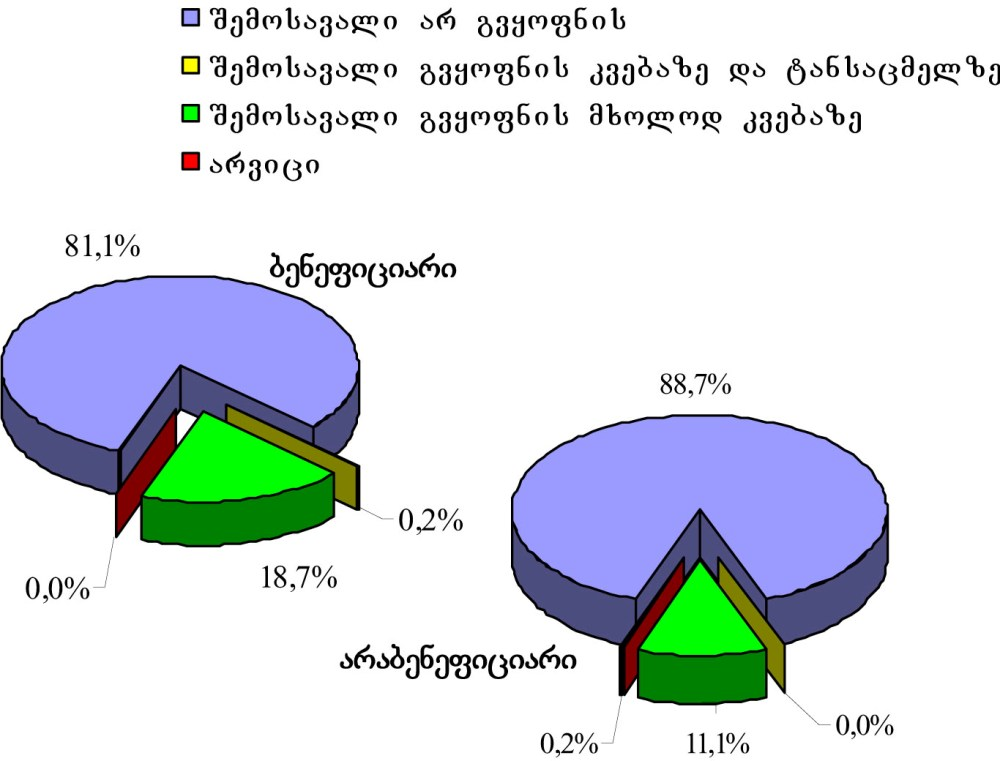 შემოსავალი არ გვყოფნის
შემოსავალი გვყოფნის კვებაზე და ტანსაცმელზე
შემოსავალი გვყოფნის მხოლოდ კვებაზე
არვიცი
81,1%
ბენეფიციარი
0,2%
18,7%
0,0%
88,7%
არაბენეფიციარი
0,0%
0,2%
11,1%